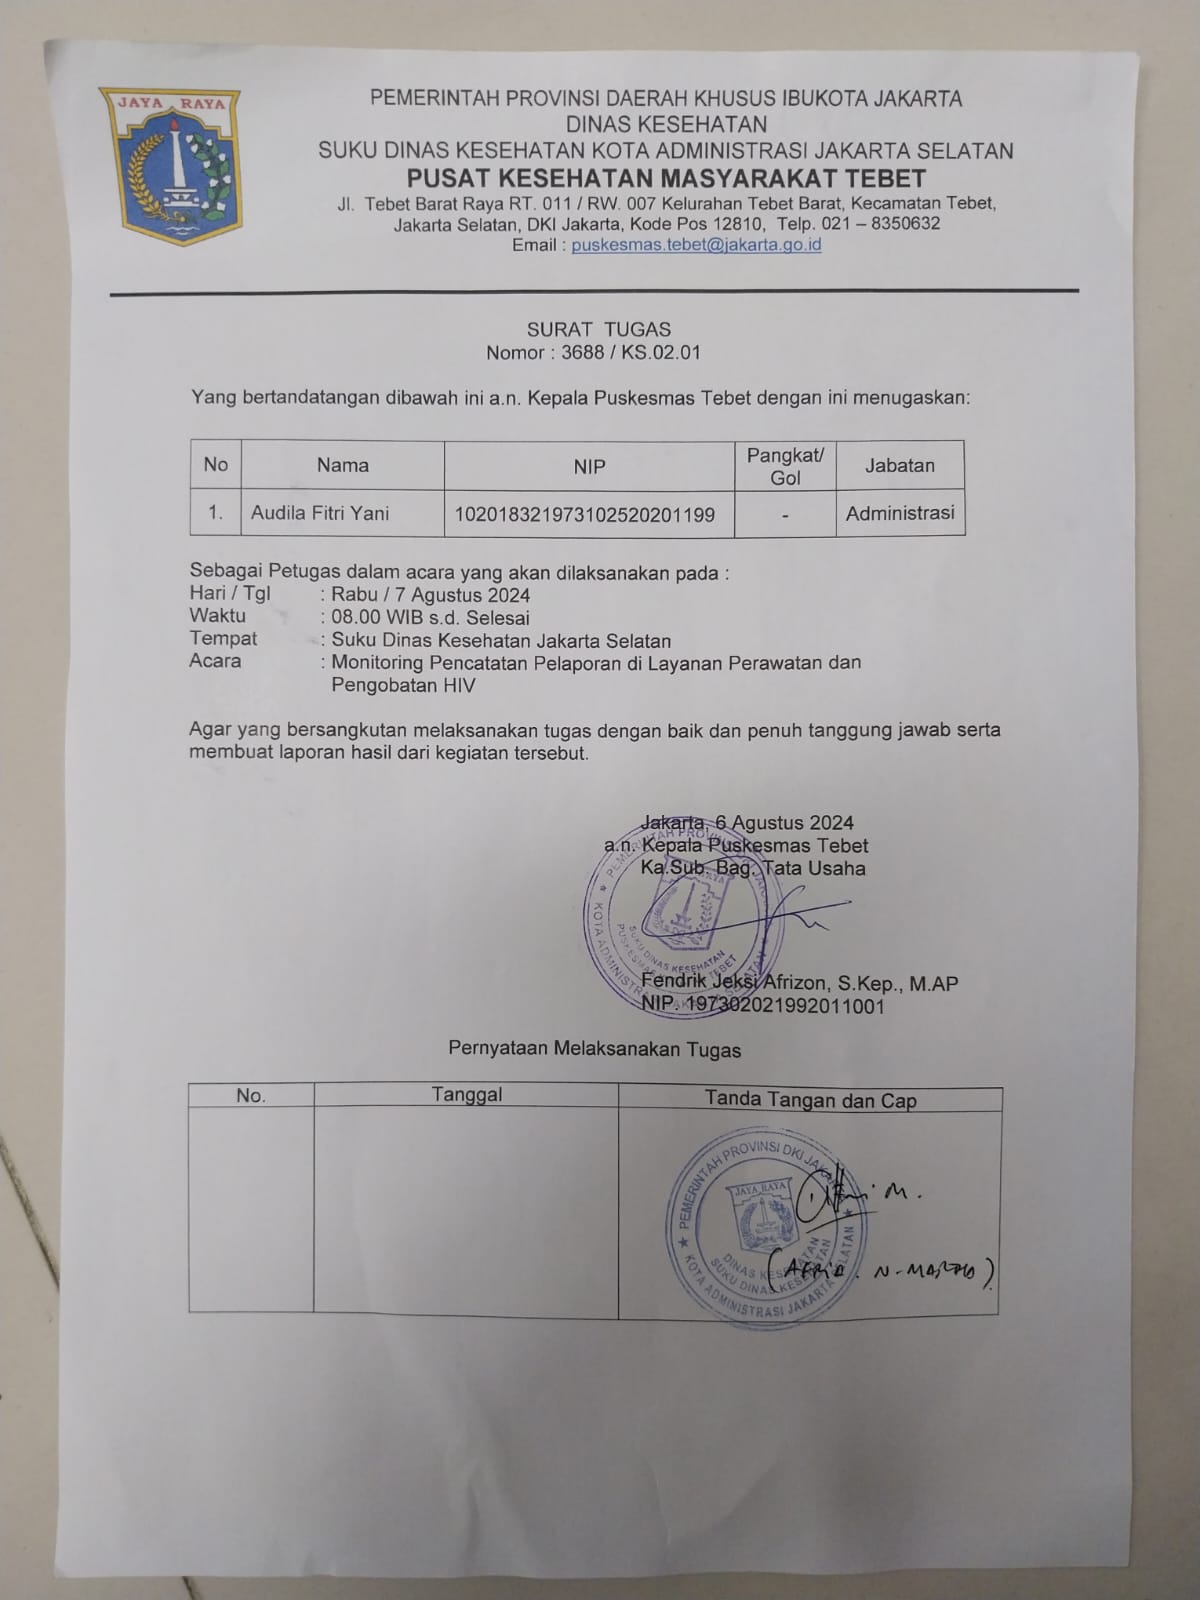 JAYA RAYA
PEMERINTAH PROVINSI DAERAH KHUSUS IBUKOTA JAKARTA
DINAS KESEHATAN
SUKU DINAS KESEHATAN KOTA ADMINISTRASI JAKARTA SELATAN
PUSAT KESEHATAN MASYARAKAT TEBET
Jl. Tebet Barat Raya RT. 011 / RW. 007 Kelurahan Tebet Barat, Kecamatan Tebet,
Jakarta Selatan, DKI Jakarta, Kode Pos 12810, Telp. 021 – 8350632
Email : puskesmas.tebet@jakarta.go.id
SURAT TUGAS
Nomor : 3688 / KS.02.01
Yang bertandatangan dibawah ini a.n. Kepala Puskesmas Tebet dengan ini menugaskan:
No Nama NIP Pangkat/ Gol Jabatan
1. Audila Fitri Yani 102018321973102520201199 - Administrasi
Sebagai Petugas dalam acara yang akan dilaksanakan pada :
Hari / Tgl : Rabu / 7 Agustus 2024
Waktu : 08.00 WIB s.d. Selesai
Tempat : Suku Dinas Kesehatan Jakarta Selatan
Acara : Monitoring Pencatatan Pelaporan di Layanan Perawatan dan
Pengobatan HIV
Agar yang bersangkutan melaksanakan tugas dengan baik dan penuh tanggung jawab serta
membuat laporan hasil dari kegiatan tersebut.
Jakarta, 6 Agustus 2024
a.n. Kepala Puskesmas Tebet
Ka.Sub. Bag. Tata Usaha
SUKU DINAS KESEHATAN
Fendrik Jeksi Afrizon, S.Kep., M.AP
NIP. 197302021992011001
Pernyataan Melaksanakan Tugas
No. Tanggal Tanda Tangan dan Cap
PEMERINTAH PROVINSI DKI JAKARTA
JAYA RAYA
DINAS KESEHATAN
SUKU DINAS KESEHATAN
KOTA ADMINISTRASI JAKARTA SELATAN